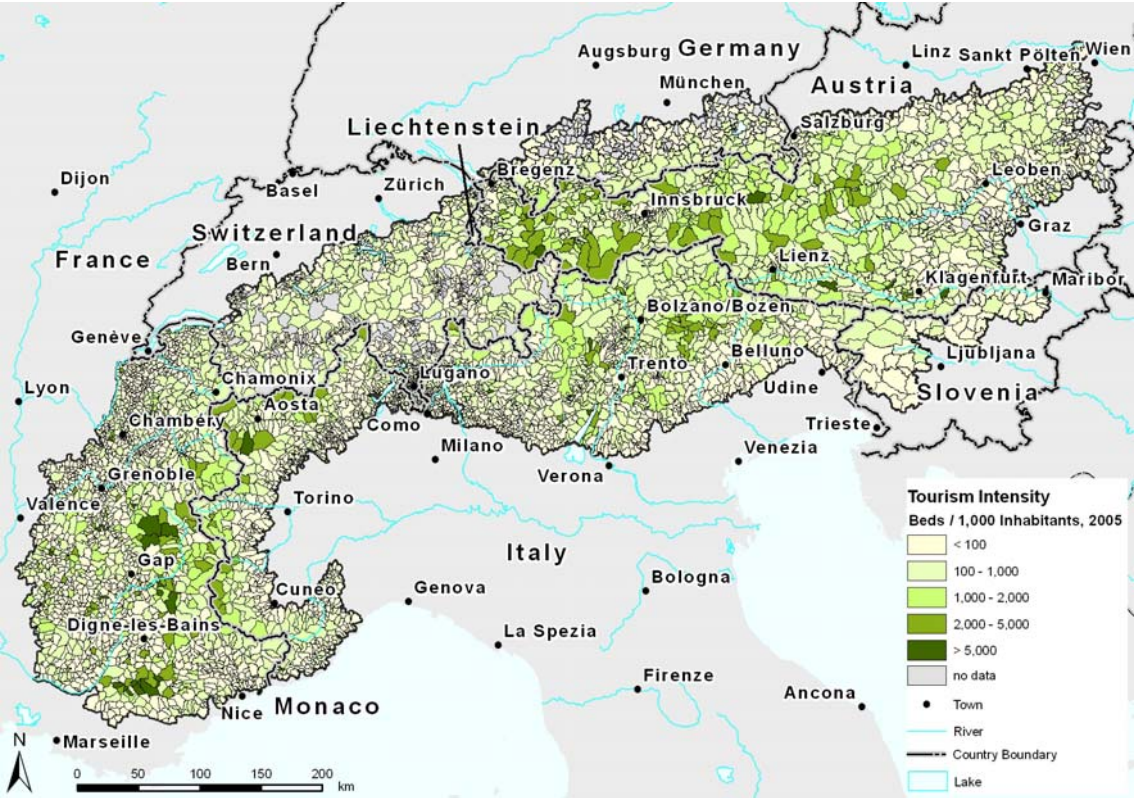 Augsburg
Germany
Linz
Sankt Pölten
Wien
München
Austria
Liechtenstein
Salzburg
Dijon
Basel
Zürich
Bregenz
Innsbruck
Leoben
Graz
Switzerland
France
Bern
Lienz
Klagenfurt
Maribor
Genève
Bolzano/Bozen
Lyon
Chamonix
Lugano
Trento
Belluno
Ljubljana
Udine
Slovenia
Chambéry
Aosta
Como
Milano
Trieste
Grenoble
Verona
Venezia
Valence
Torino
Italy
Gap
Cuneo
Genova
Bologna
Digne-les-Bains
La Spezia
Firenze
Ancona
Nice
Monaco
Marseille
Tourism Intensity
Beds / 1,000 Inhabitants, 2005
< 100
100 - 1,000
1,000 - 2,000
2,000 - 5,000
> 5,000
no data
Town
River
Country Boundary
Lake
N
0 50 100 150 200
km